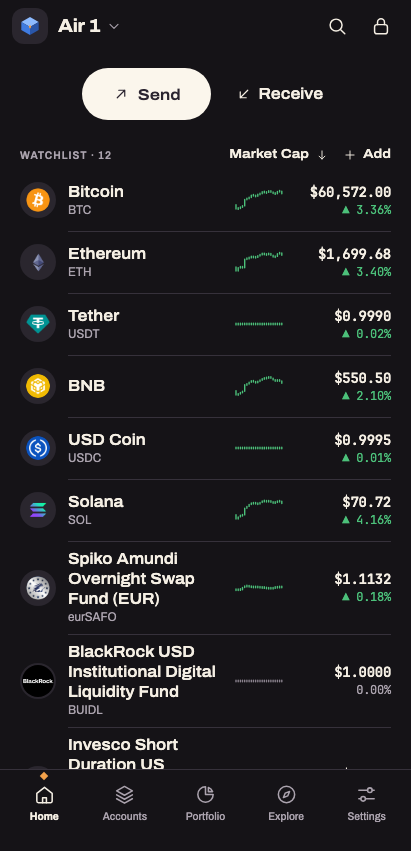 Air 1
Send
Receive
WATCHLIST · 12
Market Cap ↓
+ Add
Bitcoin
BTC
$60,572.00
▲ 3.36%
Ethereum
ETH
$1,699.68
▲ 3.40%
Tether
USDT
$0.9990
▲ 0.02%
BNB
$550.50
▲ 2.10%
USD Coin
USDC
$0.9995
▲ 0.01%
Solana
SOL
$70.72
▲ 4.16%
Spiko Amundi
Overnight Swap
Fund (EUR)
eurSAFO
$1.1132
▲ 0.18%
BlackRock
BlackRock USD
Institutional Digital
Liquidity Fund
BUIDL
$1.0000
0.00%
Invesco Short
Duration US
Home
Accounts
Portfolio
Explore
Settings